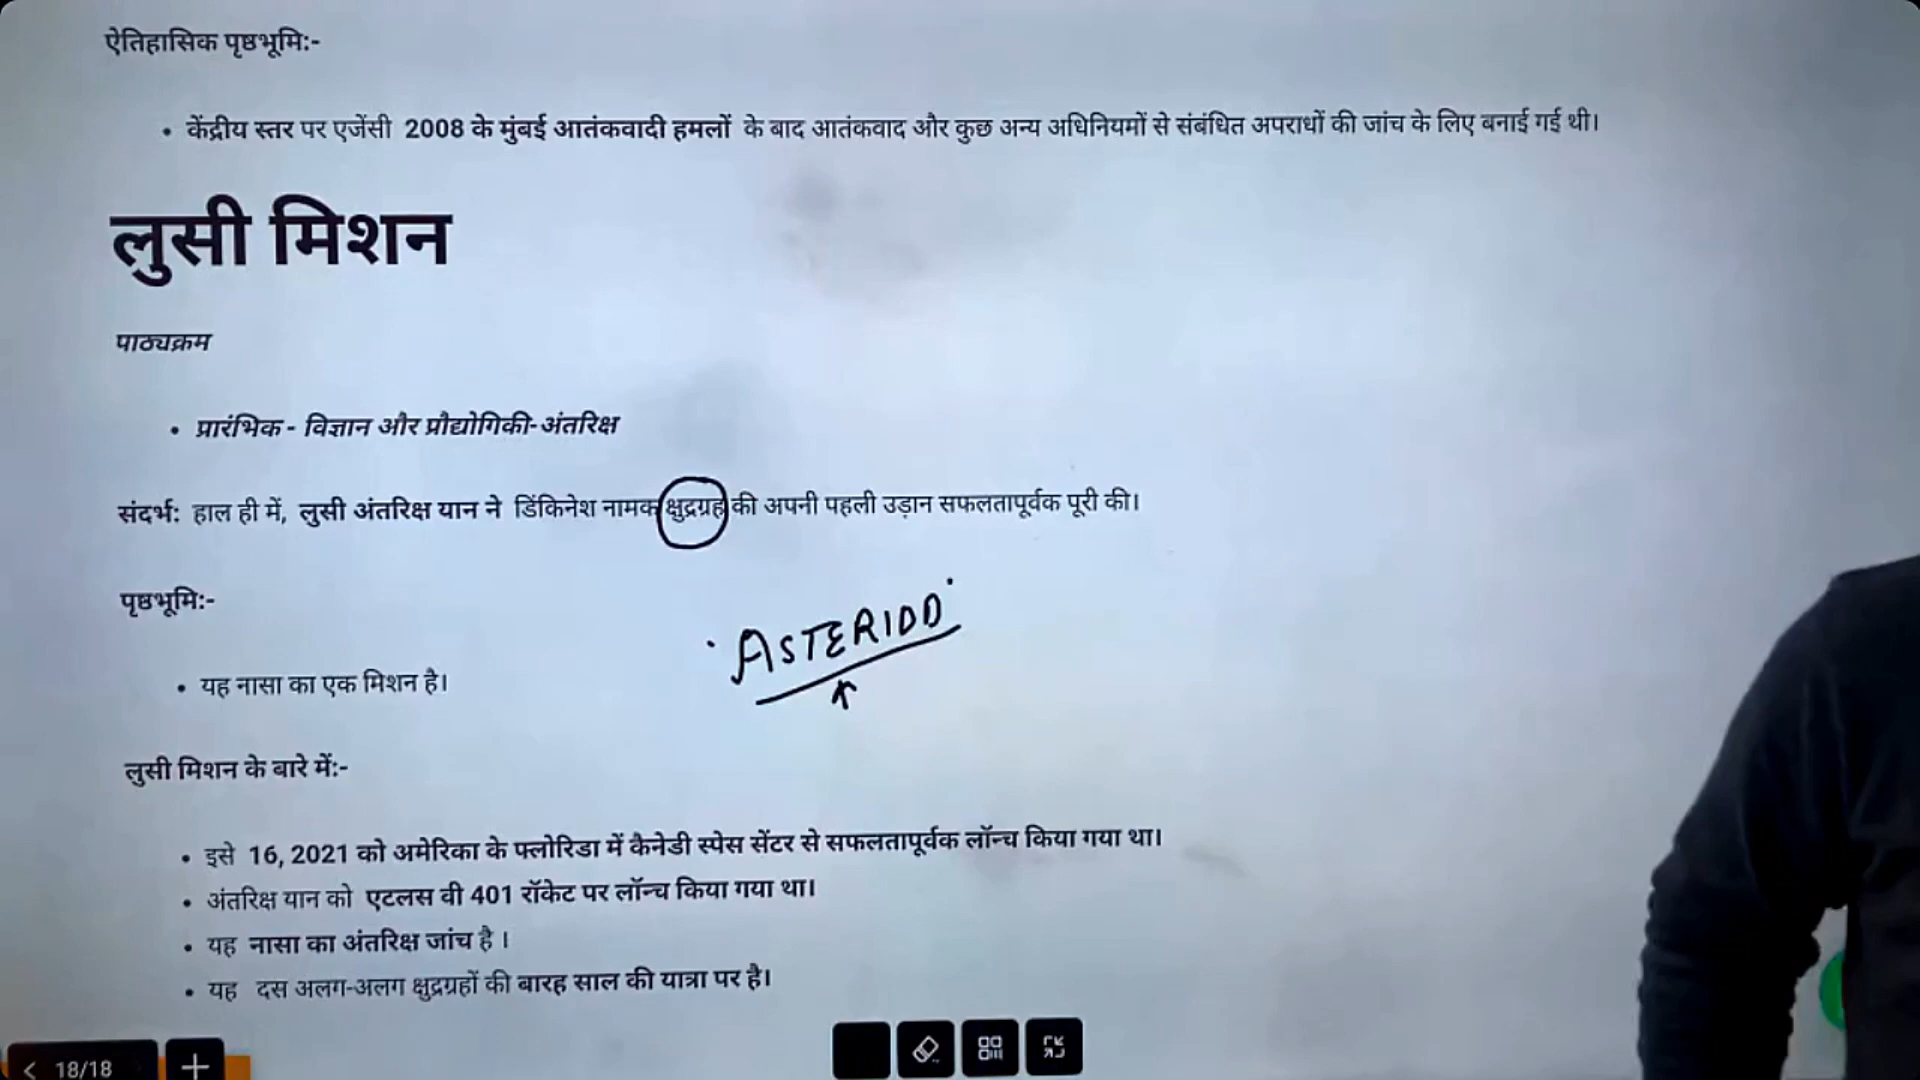 ऐतिहासिक पृष्ठभूमि:-
• केंद्रीय स्तर पर एजेंसी 2008 के मुंबई आतंकवादी हमलों के बाद आतंकवाद और कुछ अन्य अधिनियमों से संबंधित अपराधों की जांच के लिए बनाई गई थी।
लुसी मिशन
पाठ्यक्रम
• प्रारंभिक - विज्ञान और प्रौद्योगिकी-अंतरिक्ष
संदर्भ: हाल ही में, लुसी अंतरिक्ष यान ने डिंकिनेश नामक क्षुद्रग्रह की अपनी पहली उड़ान सफलतापूर्वक पूरी की।
पृष्ठभूमि:-
ASTERIDD
• यह नासा का एक मिशन है।
लुसी मिशन के बारे में:-
• इसे 16, 2021 को अमेरिका के फ्लोरिडा में कैनेडी स्पेस सेंटर से सफलतापूर्वक लॉन्च किया गया था।
• अंतरिक्ष यान को एटलस वी 401 रॉकेट पर लॉन्च किया गया था।
• यह नासा का अंतरिक्ष जांच है ।
• यह दस अलग-अलग क्षुद्रग्रहों की बारह साल की यात्रा पर है।
< 18/18 +